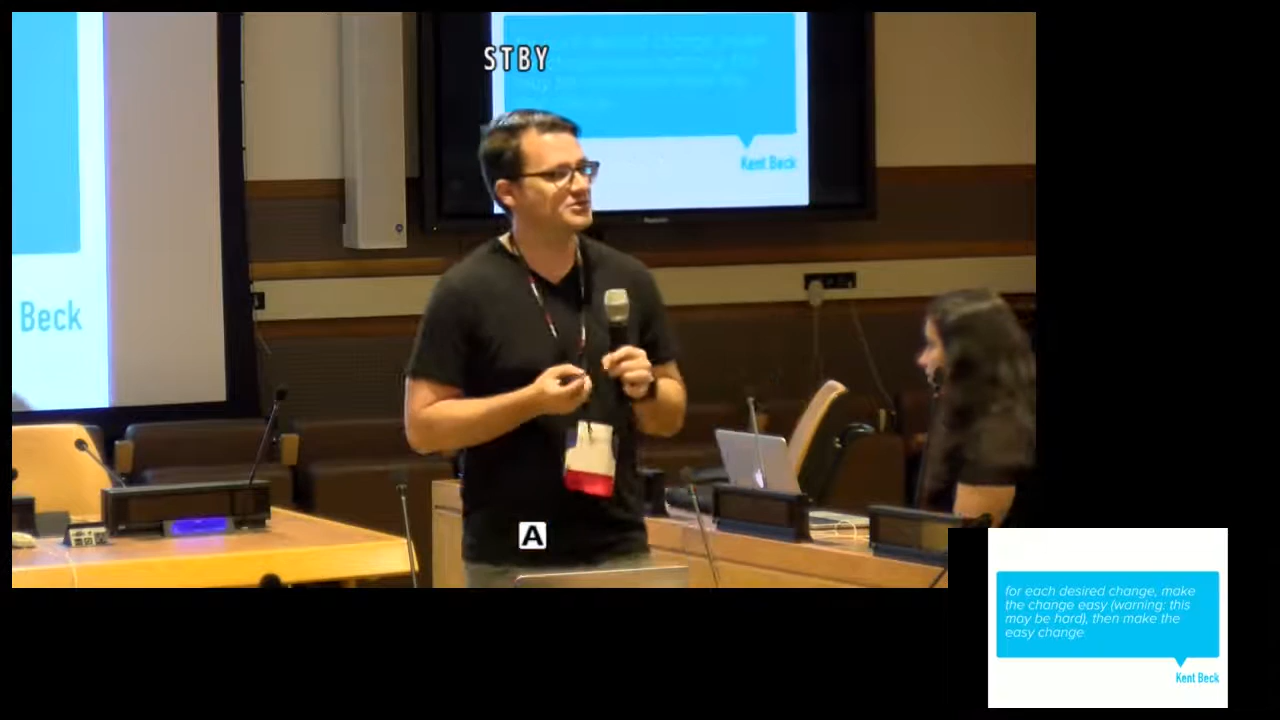 STBY
Kent Beck
Beck
A
for each desired change, make
the change easy (warning: this
may be hard), then make the
easy change
Kent Beck